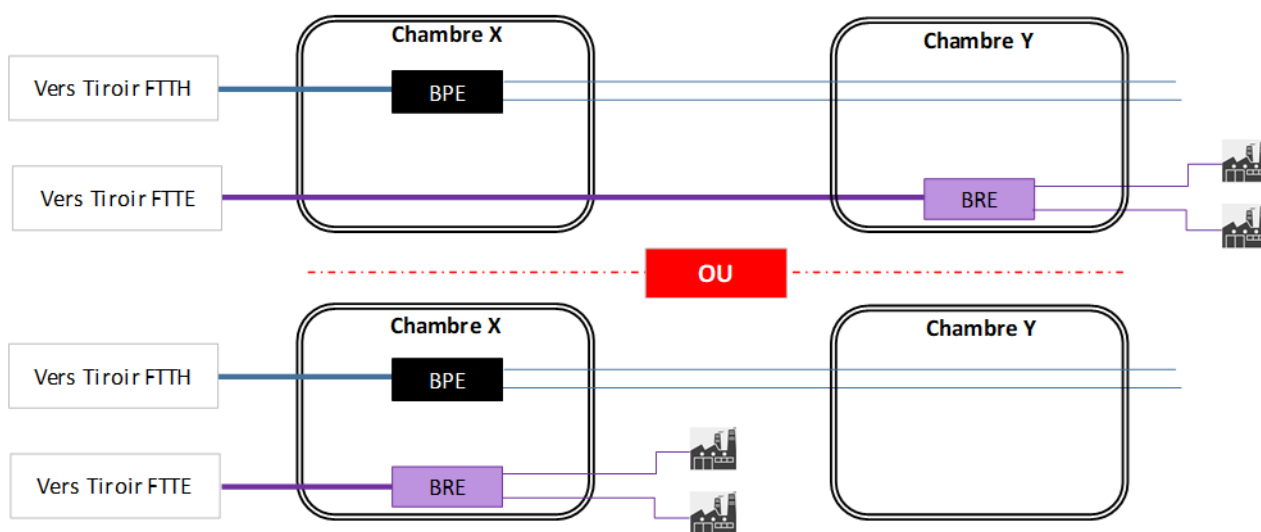 Chambre X
Chambre Y
Vers Tiroir FTTH
BPE
Vers Tiroir FTTE
BRE
OU
Chambre X
Chambre Y
Vers Tiroir FTTH
BPE
Vers Tiroir FTTE
BRE